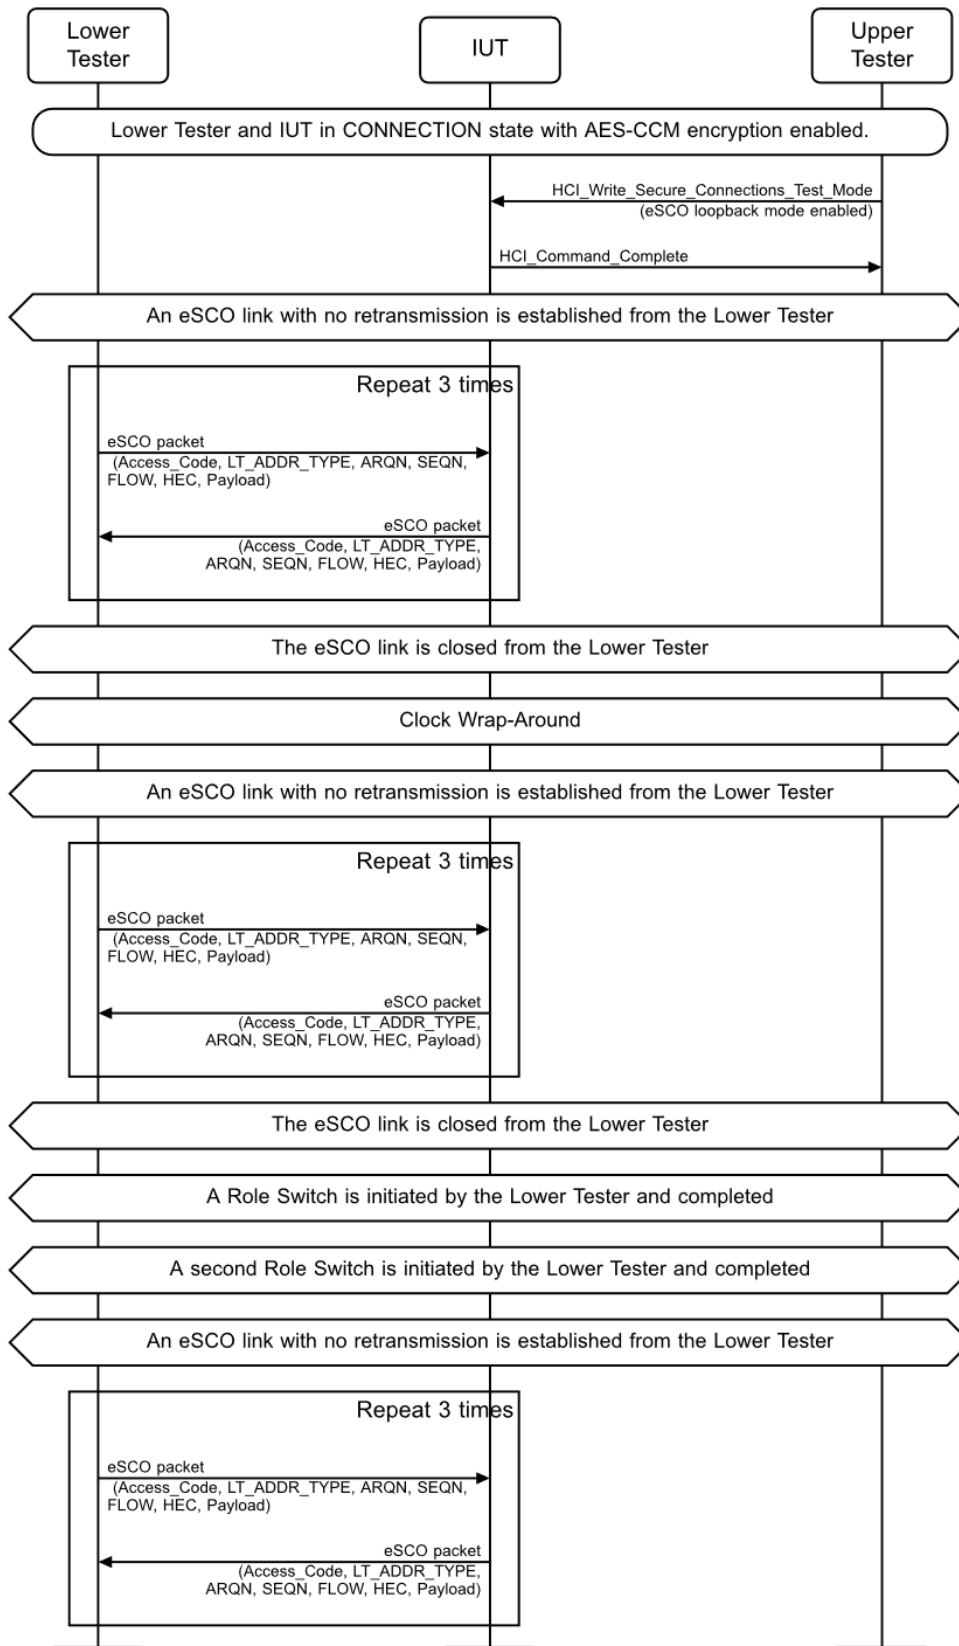 Lower
Tester
IUT
Upper
Tester
Lower Tester and IUT in CONNECTION state with AES-CCM encryption enabled.
HCI_Write_Secure_Connections_Test_Mode
(eSCO loopback mode enabled)
HCI_Command_Complete
An eSCO link with no retransmission is established from the Lower Tester
Repeat 3 times
eSCO packet
(Access_Code, LT_ADDR_TYPE, ARQN, SEQN,
FLOW, HEC, Payload)
eSCO packet
(Access_Code, LT_ADDR_TYPE,
ARQN, SEQN, FLOW, HEC, Payload)
The eSCO link is closed from the Lower Tester
Clock Wrap-Around
An eSCO link with no retransmission is established from the Lower Tester
Repeat 3 times
eSCO packet
(Access_Code, LT_ADDR_TYPE, ARQN, SEQN,
FLOW, HEC, Payload)
eSCO packet
(Access_Code, LT_ADDR_TYPE,
ARQN, SEQN, FLOW, HEC, Payload)
The eSCO link is closed from the Lower Tester
A Role Switch is initiated by the Lower Tester and completed
A second Role Switch is initiated by the Lower Tester and completed
An eSCO link with no retransmission is established from the Lower Tester
Repeat 3 times
eSCO packet
(Access_Code, LT_ADDR_TYPE, ARQN, SEQN,
FLOW, HEC, Payload)
eSCO packet
(Access_Code, LT_ADDR_TYPE,
ARQN, SEQN, FLOW, HEC, Payload)